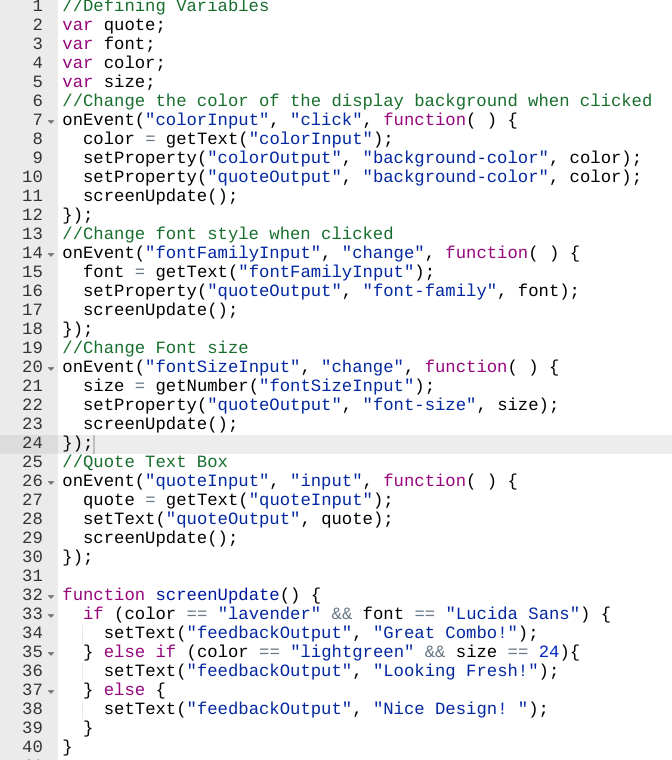 1 //Defining Variables
2 var quote;
3 var font;
4 var color;
5 var size;
6 //Change the color of the display background when clicked
7 onEvent("colorInput", "click", function( ) {
8   color = getText("colorInput");
9   setProperty("colorOutput", "background-color", color);
10   setProperty("quoteOutput", "background-color", color);
11   screenUpdate();
12 });
13 //Change font style when clicked
14 onEvent("fontFamilyInput", "change", function( ) {
15   font = getText("fontFamilyInput");
16   setProperty("quoteOutput", "font-family", font);
17   screenUpdate();
18 });
19 //Change Font size
20 onEvent("fontSizeInput", "change", function( ) {
21   size = getNumber("fontSizeInput");
22   setProperty("quoteOutput", "font-size", size);
23   screenUpdate();
24 });
25 //Quote Text Box
26 onEvent("quoteInput", "input", function( ) {
27   quote = getText("quoteInput");
28   setText("quoteOutput", quote);
29   screenUpdate();
30 });
31
32 function screenUpdate() {
33   if (color == "lavender" && font == "Lucida Sans") {
34     setText("feedbackOutput", "Great Combo!");
35   } else if (color == "lightgreen" && size == 24){
36     setText("feedbackOutput", "Looking Fresh!");
37   } else {
38     setText("feedbackOutput", "Nice Design! ");
39   }
40 }